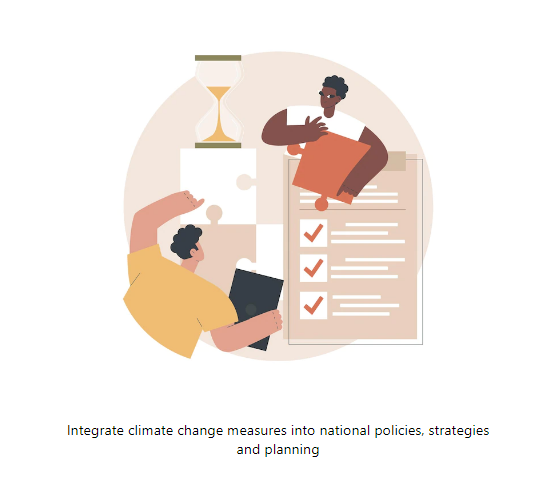 Integrate climate change measures into national policies, strategies
and planning